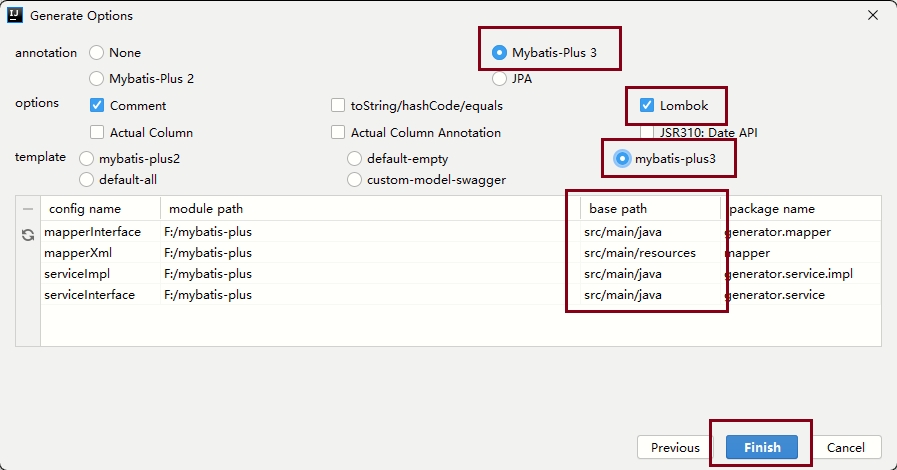 IJ Generate Options
annotation None Mybatis-Plus 3
Mybatis-Plus 2 JPA
options Comment toString/hashCode/equals Lombok
Actual Column Actual Column Annotation JSR310: Date API
template mybatis-plus2 default-empty mybatis-plus3
default-all custom-model-swagger
config name module path base path package name
mapperInterface F:/mybatis-plus src/main/java generator.mapper
mapperXml F:/mybatis-plus src/main/resources mapper
serviceImpl F:/mybatis-plus src/main/java generator.service.impl
serviceInterface F:/mybatis-plus src/main/java generator.service
Previous Finish Cancel